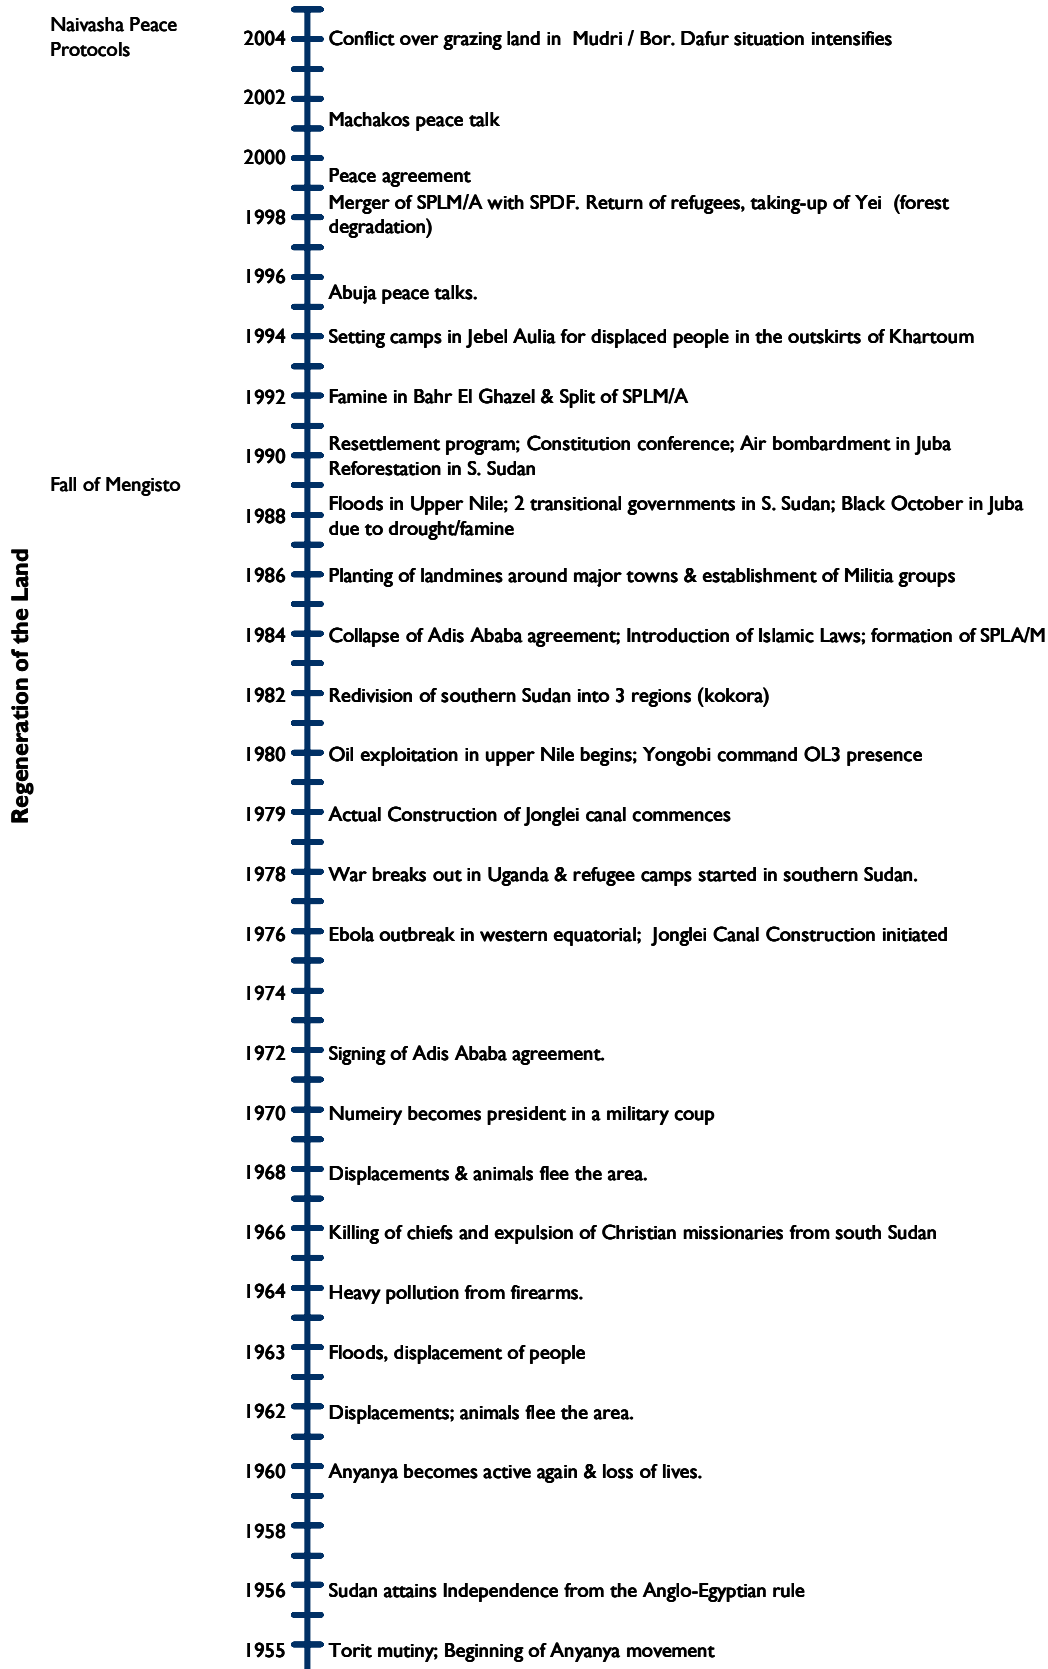 Naivasha Peace
Protocols
2004 Conflict over grazing land in Mudri / Bor. Dafur situation intensifies
2002
Machakos peace talk
2000
Peace agreement
Merger of SPLM/A with SPDF. Return of refugees, taking-up of Yei (forest
1998
degradation)
1996
Abuja peace talks.
1994 Setting camps in Jebel Aulia for displaced people in the outskirts of Khartoum
1992 Famine in Bahr El Ghazel & Split of SPLM/A
Resettlement program; Constitution conference; Air bombardment in Juba
1990
Reforestation in S. Sudan
Fall of Mengisto
Floods in Upper Nile; 2 transitional governments in S. Sudan; Black October in Juba
1988
due to drought/famine
Regeneration of the Land
1986 Planting of landmines around major towns & establishment of Militia groups
1984 Collapse of Adis Ababa agreement; Introduction of Islamic Laws; formation of SPLA/M
1982 Redivision of southern Sudan into 3 regions (kokora)
1980 Oil exploitation in upper Nile begins; Yongobi command OL3 presence
1979 Actual Construction of Jonglei canal commences
1978 War breaks out in Uganda & refugee camps started in southern Sudan.
1976 Ebola outbreak in western equatorial; Jonglei Canal Construction initiated
1974
1972 Signing of Adis Ababa agreement.
1970 Numeiry becomes president in a military coup
1968 Displacements & animals flee the area.
1966 Killing of chiefs and expulsion of Christian missionaries from south Sudan
1964 Heavy pollution from firearms.
1963 Floods, displacement of people
1962 Displacements; animals flee the area.
1960 Anyanya becomes active again & loss of lives.
1958
1956 Sudan attains Independence from the Anglo-Egyptian rule
1955 Torit mutiny; Beginning of Anyanya movement